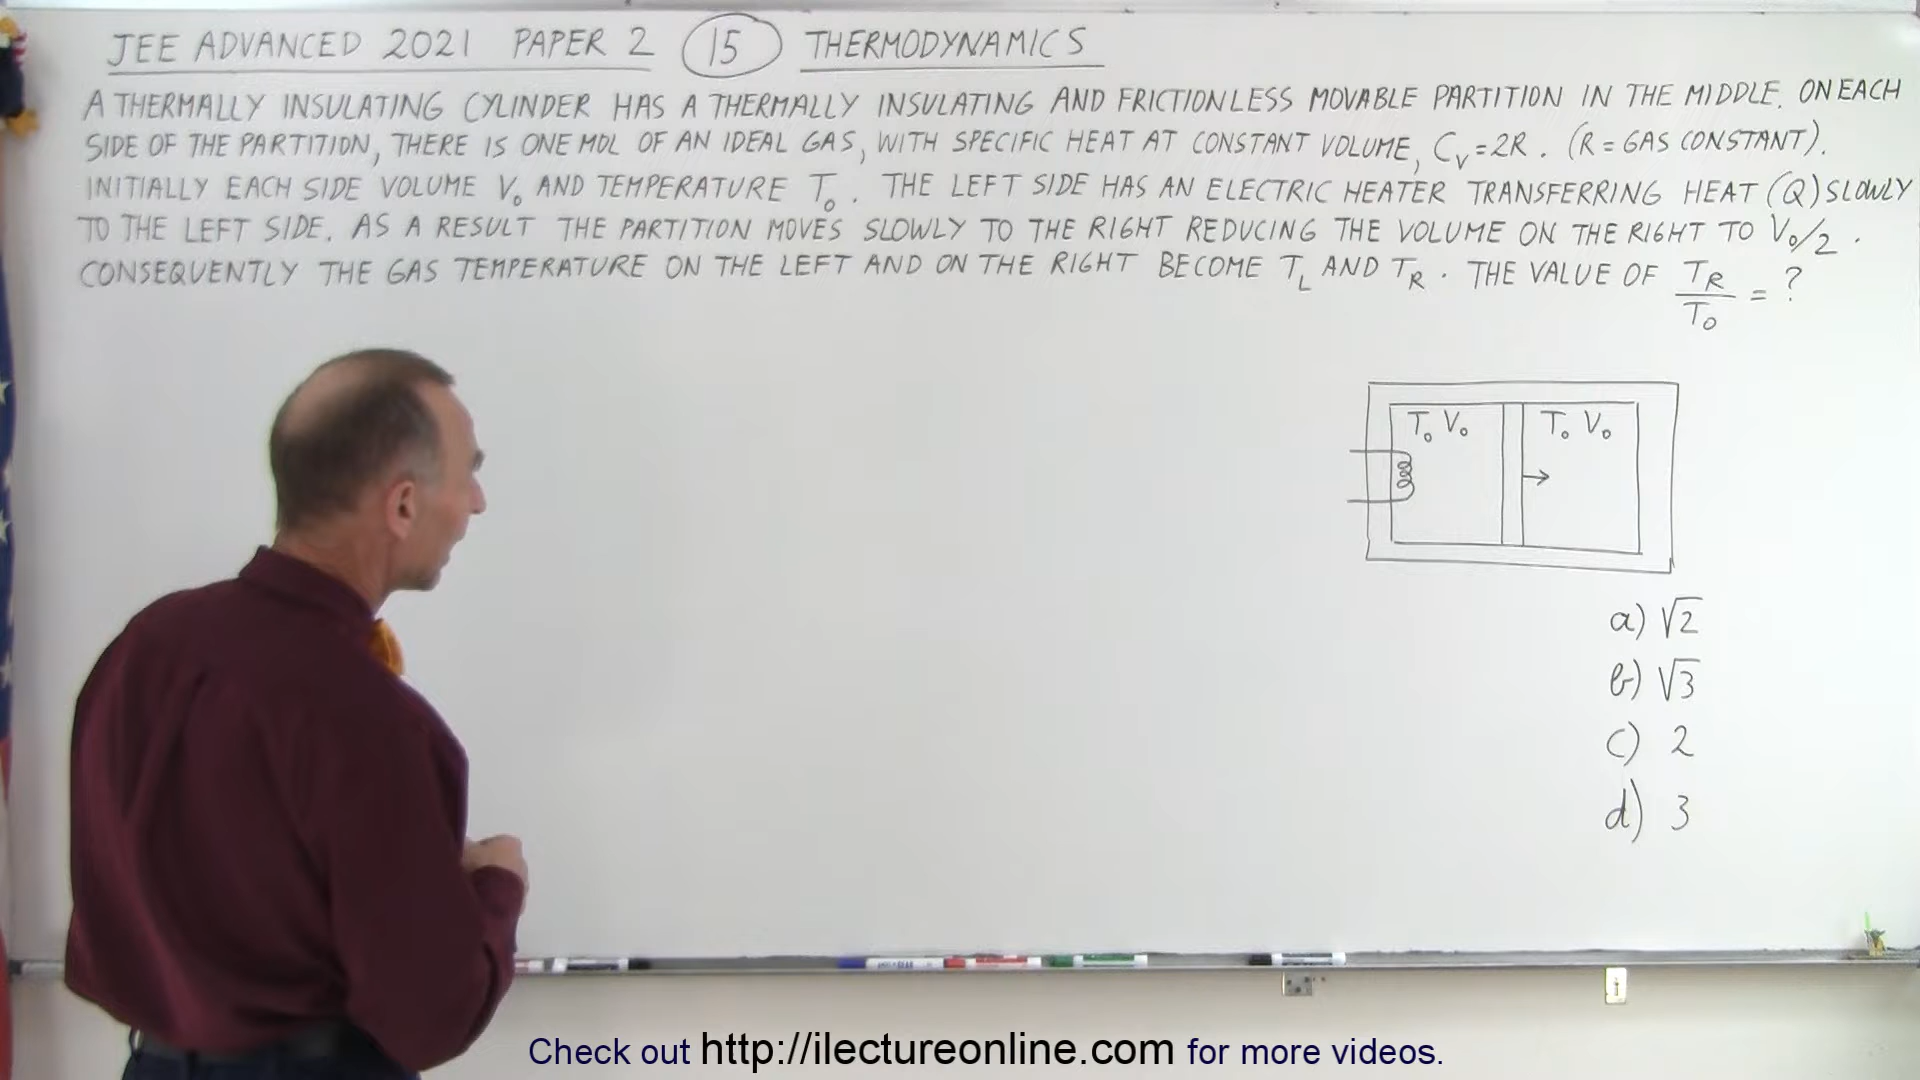 JEE ADVANCED 2021 PAPER 2 15 THERMODYNAMICS
A THERMALLY INSULATING CYLINDER HAS A THERMALLY INSULATING AND FRICTIONLESS MOVABLE PARTITION IN THE MIDDLE. ON EACH
SIDE OF THE PARTITION, THERE IS ONE MOL OF AN IDEAL GAS, WITH SPECIFIC HEAT AT CONSTANT VOLUME, Cv = 2R. (R = GAS CONSTANT).
INITIALLY EACH SIDE VOLUME V₀ AND TEMPERATURE T₀. THE LEFT SIDE HAS AN ELECTRIC HEATER TRANSFERRING HEAT (Q) SLOWLY
TO THE LEFT SIDE. AS A RESULT THE PARTITION MOVES SLOWLY TO THE RIGHT REDUCING THE VOLUME ON THE RIGHT TO V₀/2.
CONSEQUENTLY THE GAS TEMPERATURE ON THE LEFT AND ON THE RIGHT BECOME T_L AND T_R. THE VALUE OF T_R/T₀ = ?
T₀ V₀ T₀ V₀
a) √2
b) √3
c) 2
d) 3
Check out http://ilectureonline.com for more videos.